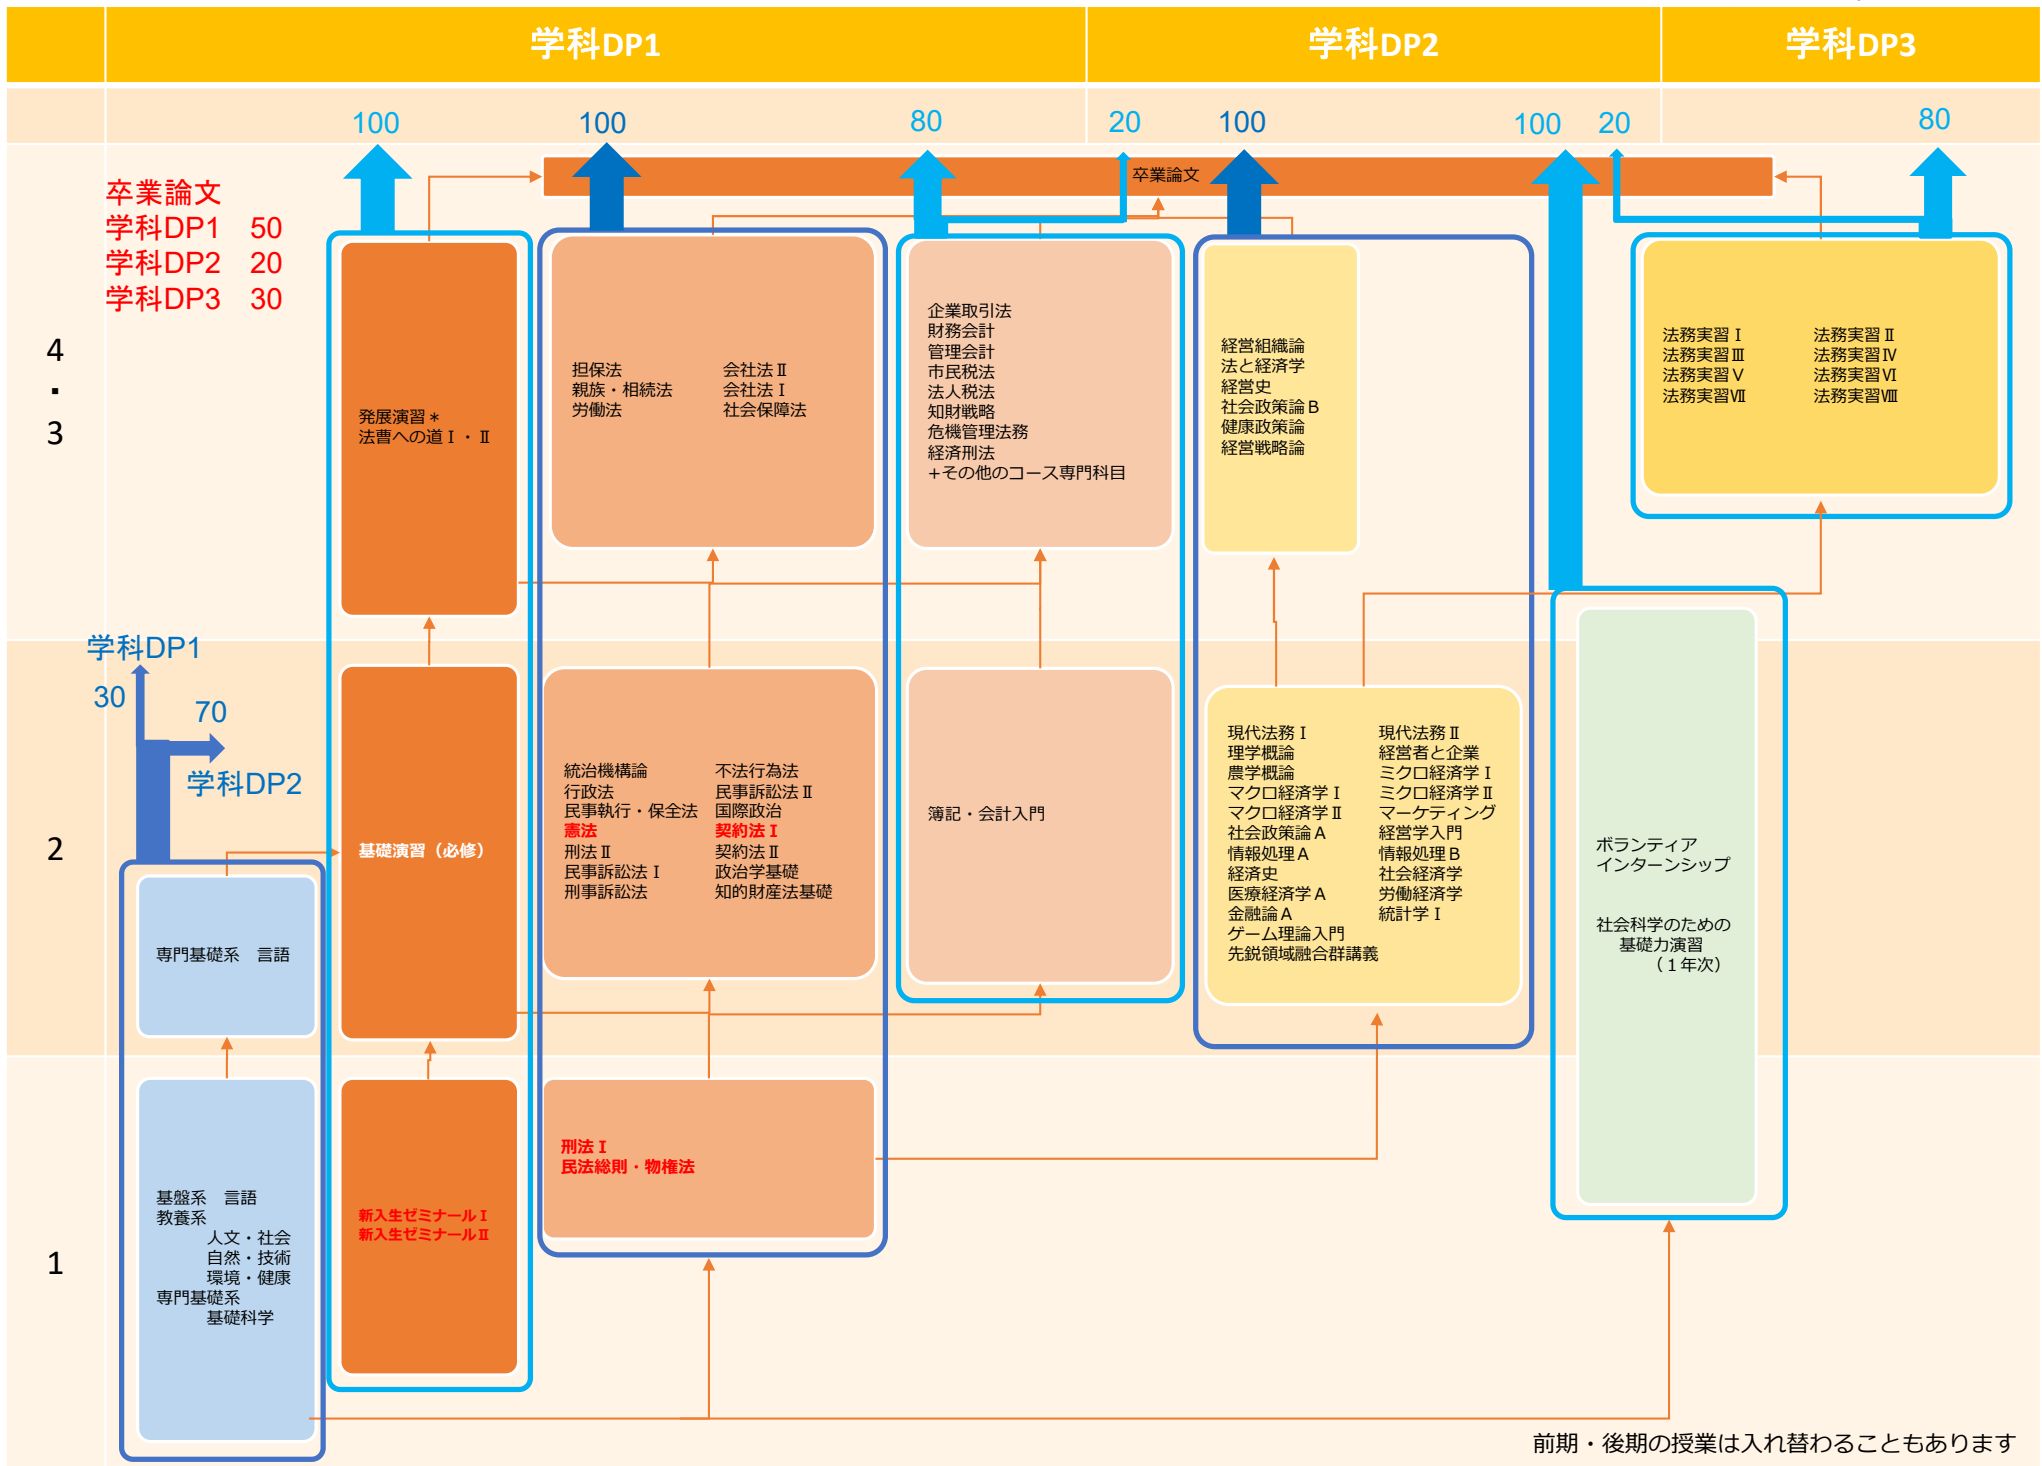 学科DP1
学科DP2
学科DP3
100
100
80
20
100
100
20
80
卒業論文
卒業論文
学科DP1 50
学科DP2 20
学科DP3 30
4
・
3
発展演習＊
法曹への道Ⅰ・Ⅱ
担保法 会社法Ⅱ
親族・相続法 会社法Ⅰ
労働法 社会保障法
企業取引法
財務会計
管理会計
市民税法
法人税法
知財戦略
危機管理法務
経済刑法
+その他のコース専門科目
経営組織論
法と経済学
経営史
社会政策論B
健康政策論
経営戦略論
法務実習Ⅰ 法務実習Ⅱ
法務実習Ⅲ 法務実習Ⅳ
法務実習Ⅴ 法務実習Ⅵ
法務実習Ⅶ 法務実習Ⅷ
学科DP1
30
70
学科DP2
2
専門基礎系 言語
基礎演習（必修）
統治機構論 不法行為法
行政法 民事訴訟法Ⅱ
民事執行・保全法 国際政治
憲法 契約法Ⅰ
刑法Ⅱ 契約法Ⅱ
民事訴訟法Ⅰ 政治学基礎
刑事訴訟法 知的財産法基礎
簿記・会計入門
現代法務Ⅰ 現代法務Ⅱ
理学概論 経営者と企業
農学概論 ミクロ経済学Ⅰ
マクロ経済学Ⅰ ミクロ経済学Ⅱ
マクロ経済学Ⅱ マーケティング
社会政策論A 経営学入門
情報処理A 情報処理B
経済史 社会経済学
医療経済学A 労働経済学
金融論A 統計学Ⅰ
ゲーム理論入門
先鋭領域融合群講義
ボランティア
インターンシップ
社会科学のための
基礎力演習
（１年次）
1
基盤系 言語
教養系
人文・社会
自然・技術
環境・健康
専門基礎系
基礎科学
新入生ゼミナールⅠ
新入生ゼミナールⅡ
刑法Ⅰ
民法総則・物権法
前期・後期の授業は入れ替わることもあります